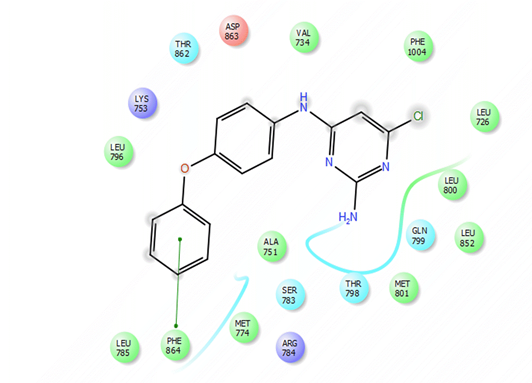 ASP
863
THR
862
VAL
734
PHE
1004
LYS
753
H
N
Cl
LEU
726
LEU
796
N
N
O
LEU
800
H₂N
GLN
799
LEU
852
ALA
751
SER
783
THR
798
MET
801
LEU
785
PHE
864
MET
774
ARG
784